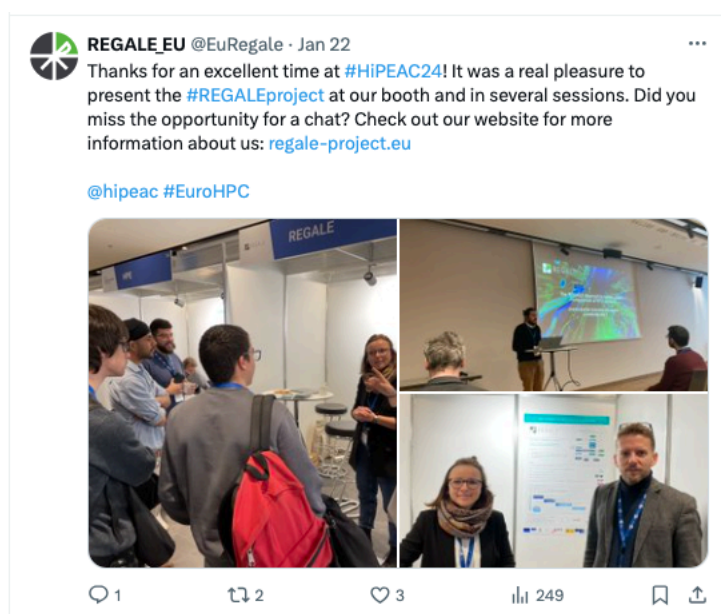 REGALE_EU @EuRegale · Jan 22
Thanks for an excellent time at #HiPEAC24! It was a real pleasure to
present the #REGALEproject at our booth and in several sessions. Did you
miss the opportunity for a chat? Check out our website for more
information about us: regale-project.eu
@hipeac #EuroHPC
REGALE
1 2 3 249